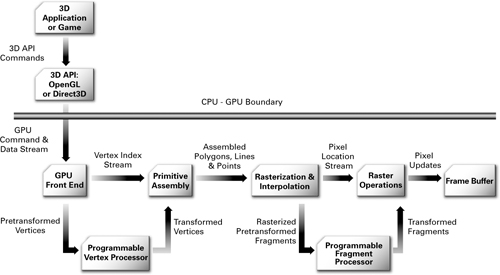 3D
Application
or Game
3D API
Commands
3D API:
OpenGL
or Direct3D
CPU - GPU Boundary
GPU
Command &
Data Stream
Vertex Index
Stream
Assembled
Polygons, Lines
& Points
Pixel
Location
Stream
Pixel
Updates
GPU
Front End
Primitive
Assembly
Rasterization
& Interpolation
Raster
Operations
Frame Buffer
Pretransformed
Vertices
Transformed
Vertices
Rasterized
Pretransformed
Fragments
Transformed
Fragments
Programmable
Vertex Processor
Programmable
Fragment
Processor